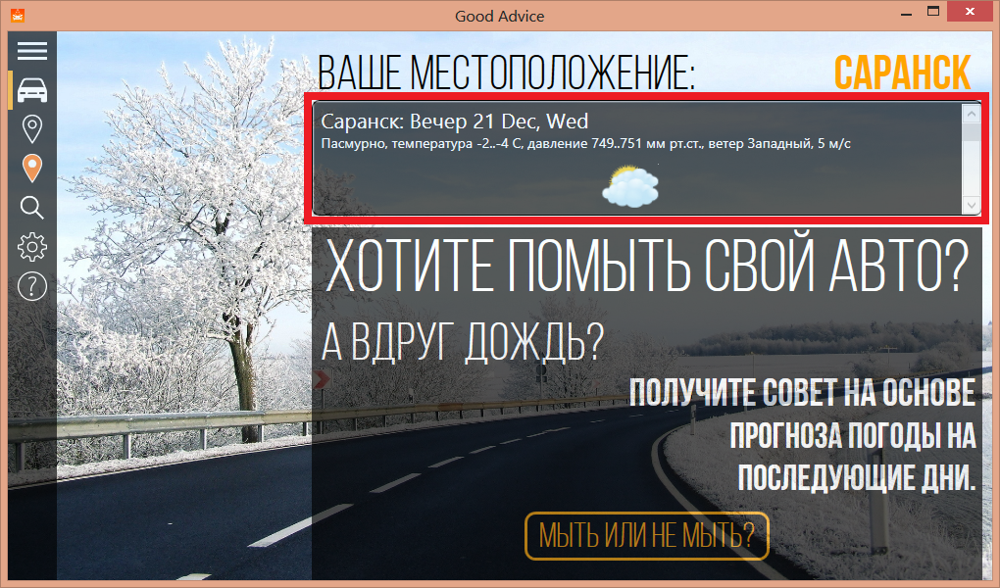 Good Advice
ВАШЕ МЕСТОПОЛОЖЕНИЕ: САРАНСК
Саранск: Вечер 21 Dec, Wed
Пасмурно, температура -2..-4 С, давление 749..751 мм рт.ст., ветер Западный, 5 м/с
ХОТИТЕ ПОМЫТЬ СВОЙ АВТО?
А ВДРУГ ДОЖДЬ?
ПОЛУЧИТЕ СОВЕТ НА ОСНОВЕ
ПРОГНОЗА ПОГОДЫ НА
ПОСЛЕДУЮЩИЕ ДНИ.
МЫТЬ ИЛИ НЕ МЫТЬ?